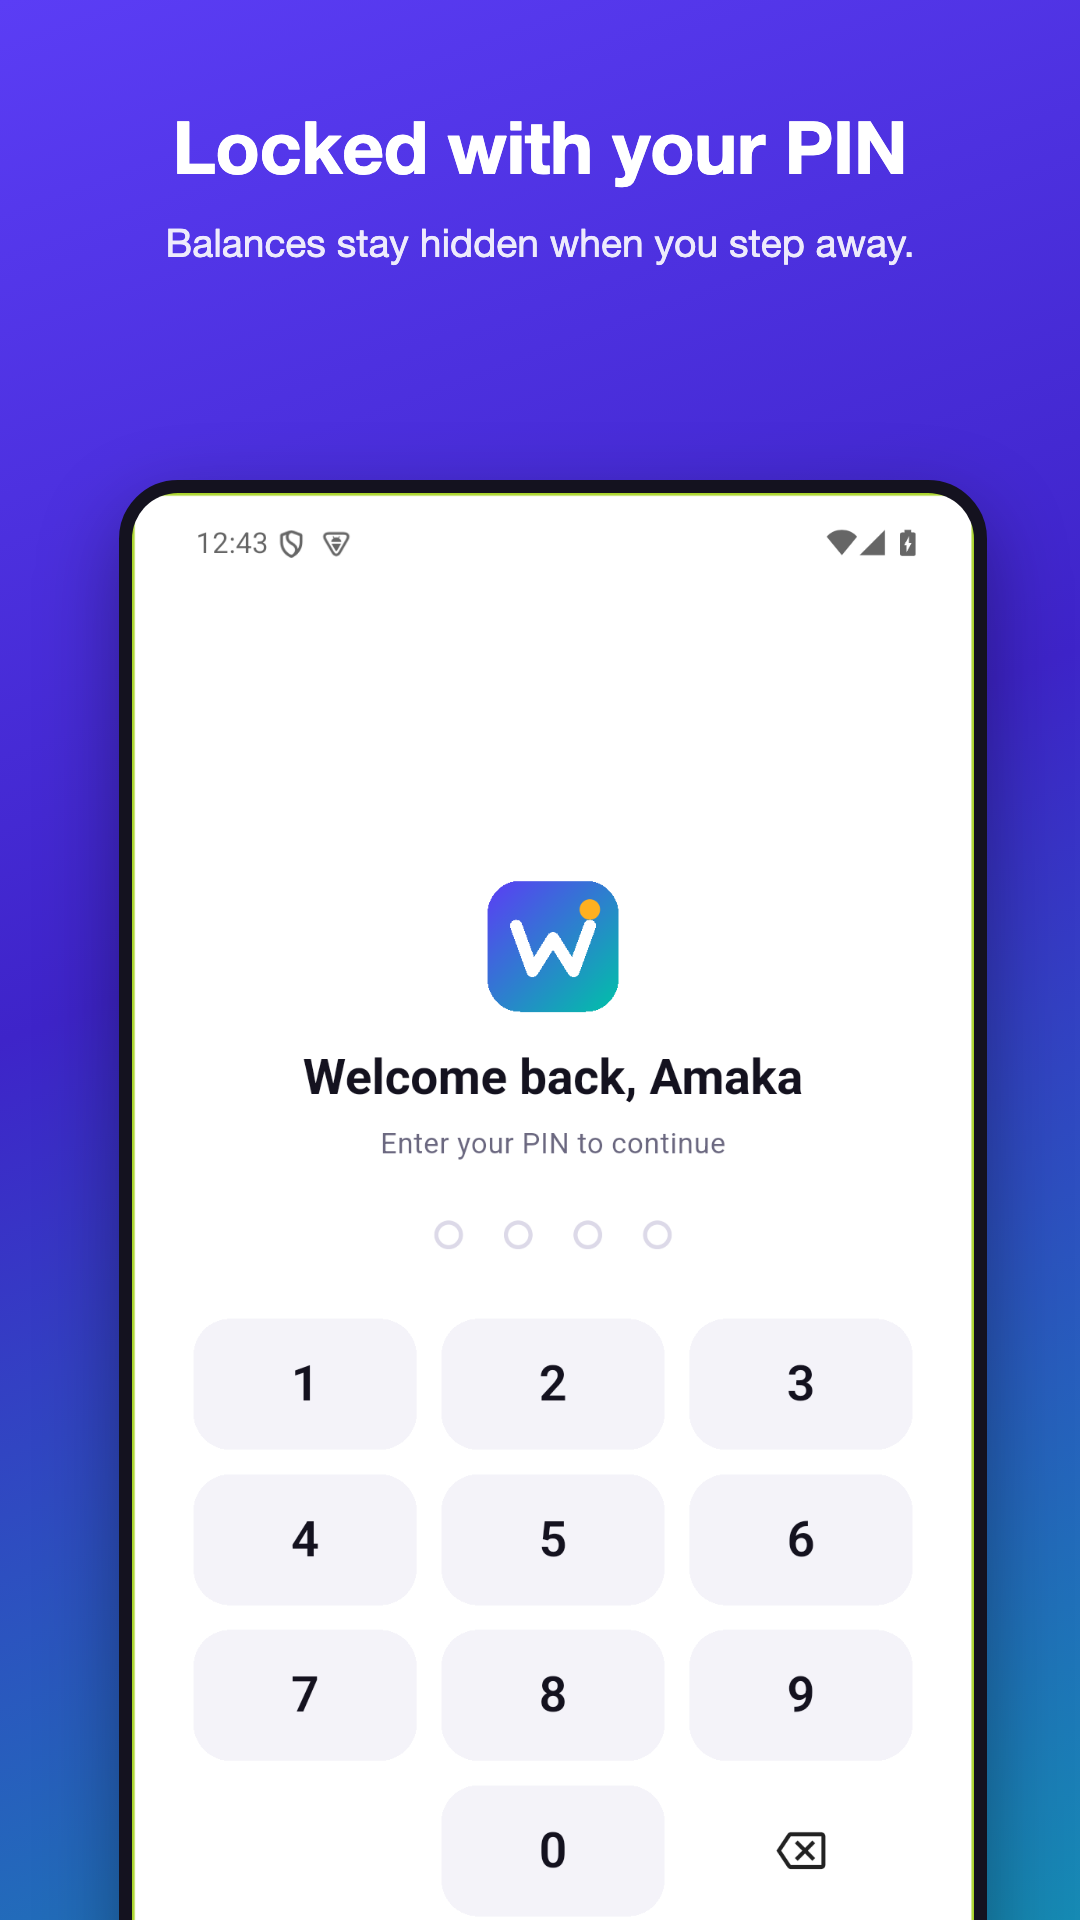 Locked with your PIN
Balances stay hidden when you step away.
12:43
Welcome back, Amaka
Enter your PIN to continue
1 2 3
4 5 6
7 8 9
0